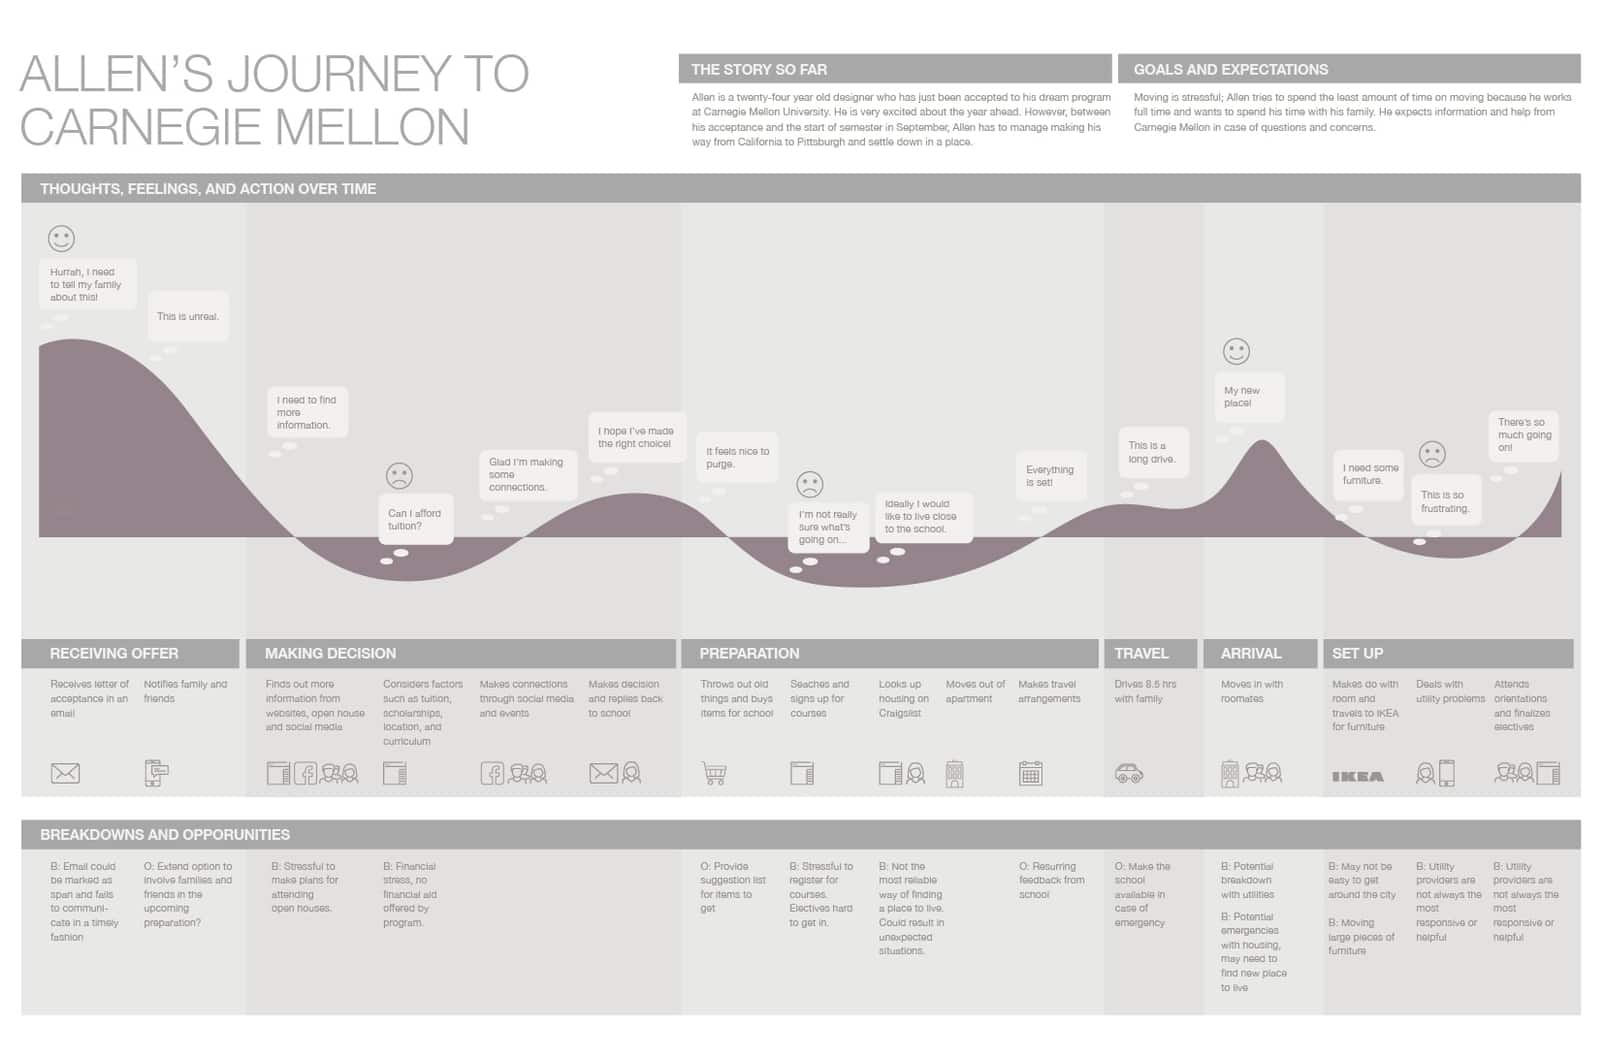 ALLEN'S JOURNEY TO
CARNEGIE MELLON
THE STORY SO FAR
Allen is a twenty-four year old designer who has just been accepted to his dream program
at Carnegie Mellon University. He is very excited about the year ahead. However, between
his acceptance and the start of semester in September, Allen has to manage making his
way from California to Pittsburgh and settle down in a place.
GOALS AND EXPECTATIONS
Moving is stressful; Allen tries to spend the least amount of time on moving because he works
full time and wants to spend his time with his family. He expects information and help from
Carnegie Mellon in case of questions and concerns.
THOUGHTS, FEELINGS, AND ACTION OVER TIME
Hurrah, I need
to tell my family
about this!
This is unreal.
I need to find
more
information.
Can I afford
tuition?
Glad I'm making
some
connections.
I hope I've made
the right choice!
It feels nice to
purge.
I'm not really
sure what's
going on...
Ideally I would
like to live close
to the school.
Everything
is set!
This is a
long drive.
My new
place!
I need some
furniture.
This is so
frustrating.
There's so
much going
on!
RECEIVING OFFER
Receives letter of
acceptance in an
email
Notifies family and
friends
MAKING DECISION
Finds out more
information from
websites, open house
and social media
Considers factors
such as tuition,
scholarships,
location, and
curriculum
Makes connections
through social media
and events
Makes decision
and replies back
to school
PREPARATION
Throws out old
things and buys
items for school
Seaches and
signs up for
courses
Looks up
housing on
Craigslist
Moves out of
apartment
Makes travel
arrangements
TRAVEL
Drives 8.5 hrs
with family
ARRIVAL
Moves in with
roomates
SET UP
Makes do with
room and
travels to IKEA
for furniture
Deals with
utility problems
Attends
orientations
and finalizes
electives
IKEA
BREAKDOWNS AND OPPORUNITIES
B: Email could
be marked as
span and fails
to communi-
cate in a timely
fashion
O: Extend option to
involve families and
friends in the
upcoming
preparation?
B: Stressful to
make plans for
attending
open houses.
B: Financial
stress, no
financial aid
offered by
program.
O: Provide
suggestion list
for items to
get
B: Stressful to
register for
courses.
Electives hard
to get in.
B: Not the
most reliable
way of finding
a place to live.
Could result in
unexpected
situations.
O: Resurring
feedback from
school
O: Make the
school
available in
case of
emergency
B: Potential
breakdown
with utilities
B: Potential
emergencies
with housing,
may need to
find new place
to live
B: May not be
easy to get
around the city
B: Moving
large pieces of
furniture
B: Utility
providers are
not always the
most
responsive or
helpful
B: Utility
providers are
not always the
most
responsive or
helpful